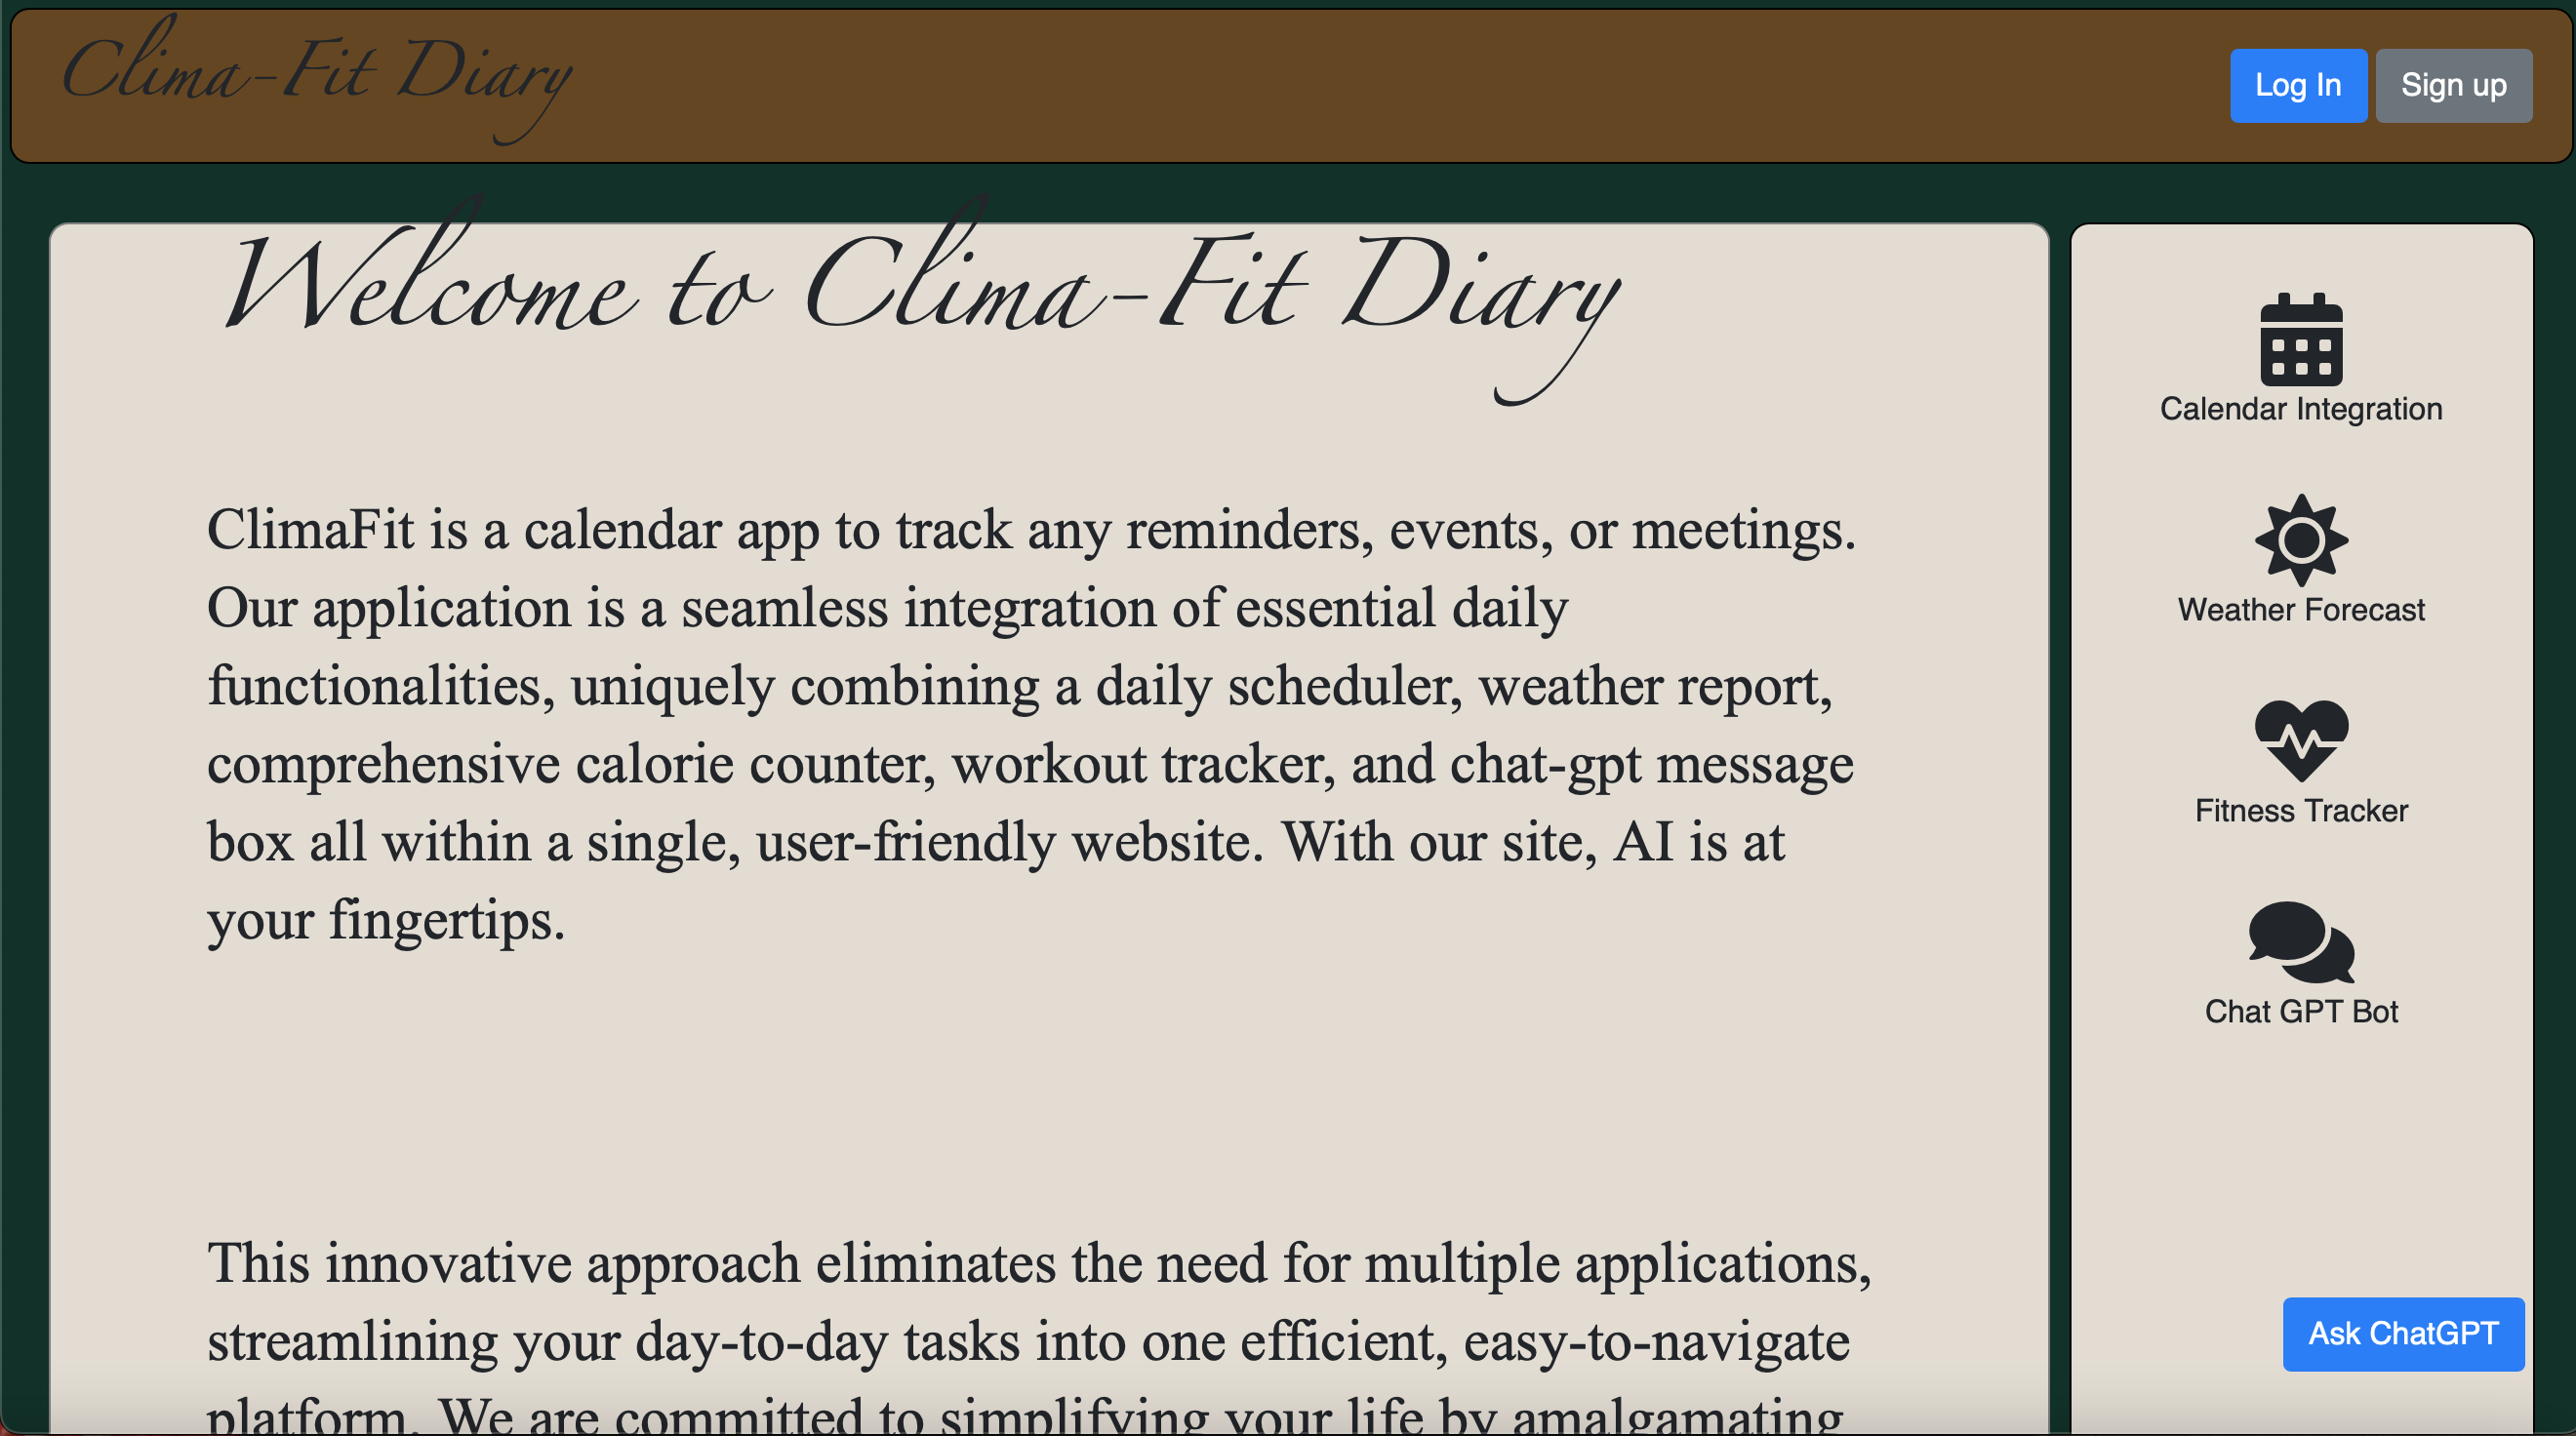 Clima-Fit Diary
Log In
Sign up
Welcome to Clima-Fit Diary
ClimaFit is a calendar app to track any reminders, events, or meetings.
Our application is a seamless integration of essential daily
functionalities, uniquely combining a daily scheduler, weather report,
comprehensive calorie counter, workout tracker, and chat-gpt message
box all within a single, user-friendly website. With our site, AI is at
your fingertips.
This innovative approach eliminates the need for multiple applications,
streamlining your day-to-day tasks into one efficient, easy-to-navigate
platform. We are committed to simplifying your life by amalgamating
Calendar Integration
Weather Forecast
Fitness Tracker
Chat GPT Bot
Ask ChatGPT